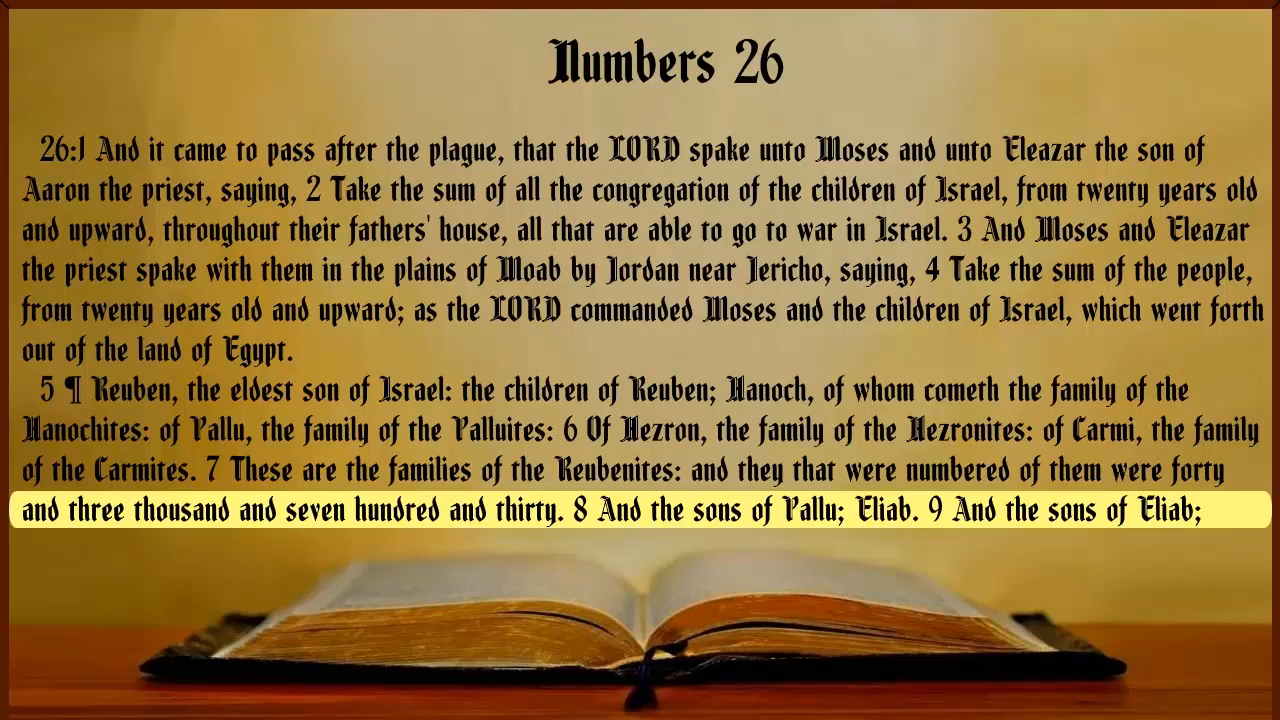 Numbers 26
26:1 And it came to pass after the plague, that the LORD spake unto Moses and unto Eleazar the son of
Aaron the priest, saying, 2 Take the sum of all the congregation of the children of Israel, from twenty years old
and upward, throughout their fathers' house, all that are able to go to war in Israel. 3 And Moses and Eleazar
the priest spake with them in the plains of Moab by Jordan near Jericho, saying, 4 Take the sum of the people,
from twenty years old and upward; as the LORD commanded Moses and the children of Israel, which went forth
out of the land of Egypt.
5 ¶ Reuben, the eldest son of Israel: the children of Reuben; Hanoch, of whom cometh the family of the
Hanochites: of Pallu, the family of the Palluites: 6 Of Hezron, the family of the Hezronites: of Carmi, the family
of the Carmites. 7 These are the families of the Reubenites: and they that were numbered of them were forty
and three thousand and seven hundred and thirty. 8 And the sons of Pallu; Eliab. 9 And the sons of Eliab;